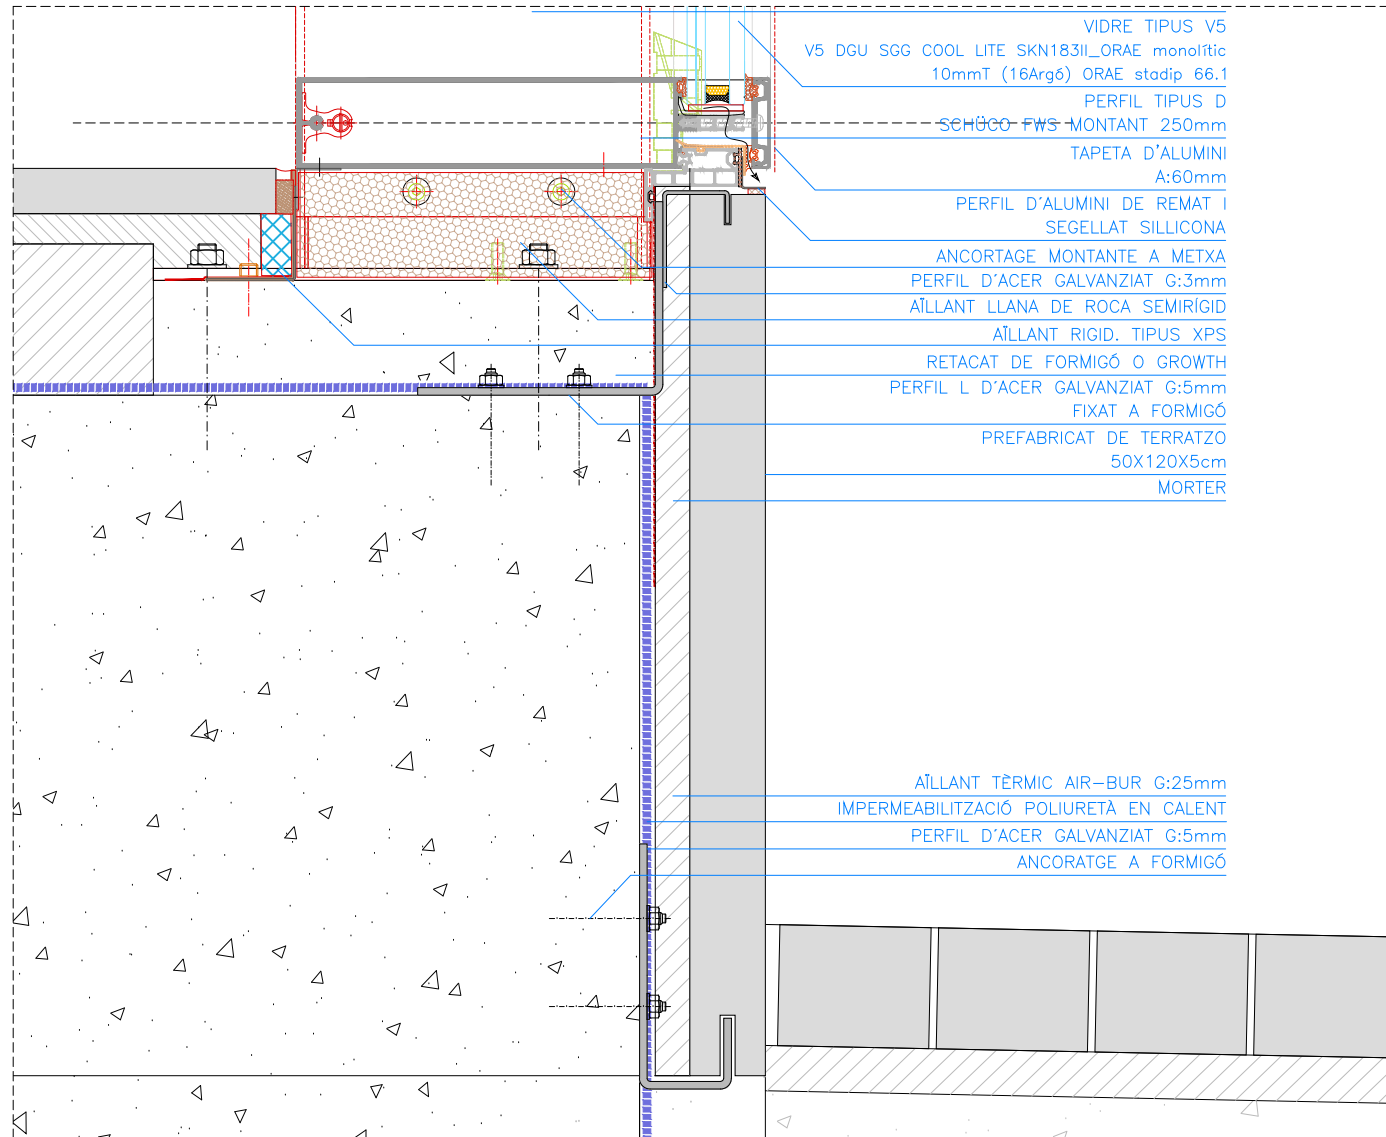 VIDRE TIPUS V5
V5 DGU SGG COOL LITE SKN183II_ORAE monolític
10mmT (16Argó) ORAE stadip 66.1
PERFIL TIPUS D
SCHÜCO FWS MONTANT 250mm
TAPETA D'ALUMINI
A:60mm
PERFIL D'ALUMINI DE REMAT I
SEGELLAT SILLICONA
ANCORTAGE MONTANTE A METXA
PERFIL D'ACER GALVANZIAT G:3mm
AÏLLANT LLANA DE ROCA SEMIRÍGID
AÏLLANT RIGID. TIPUS XPS
RETACAT DE FORMIGÓ O GROWTH
PERFIL L D'ACER GALVANZIAT G:5mm
FIXAT A FORMIGÓ
PREFABRICAT DE TERRATZO
50X120X5cm
MORTER
AÏLLANT TÈRMIC AIR-BUR G:25mm
IMPERMEABILITZACIÓ POLIURETÀ EN CALENT
PERFIL D'ACER GALVANZIAT G:5mm
ANCORATGE A FORMIGÓ